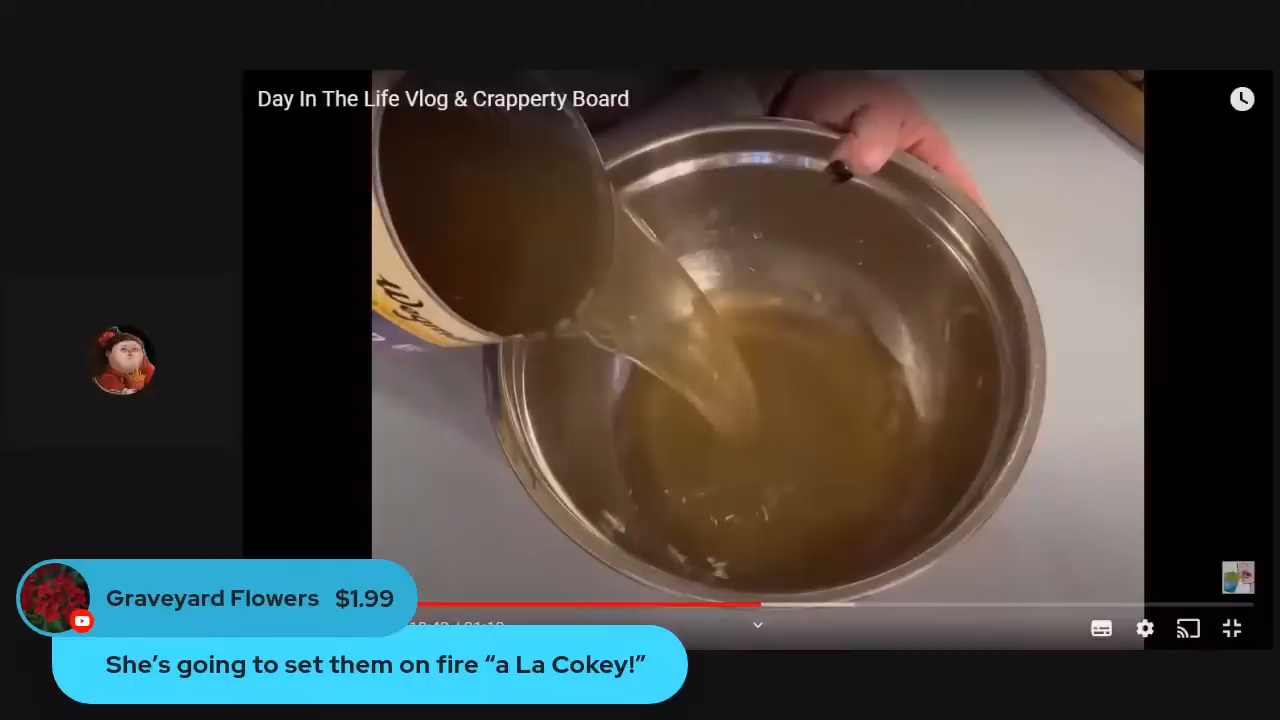 Day In The Life Vlog & Crapperty Board
Graveyard Flowers $1.99
She’s going to set them on fire “a La Cokey!”